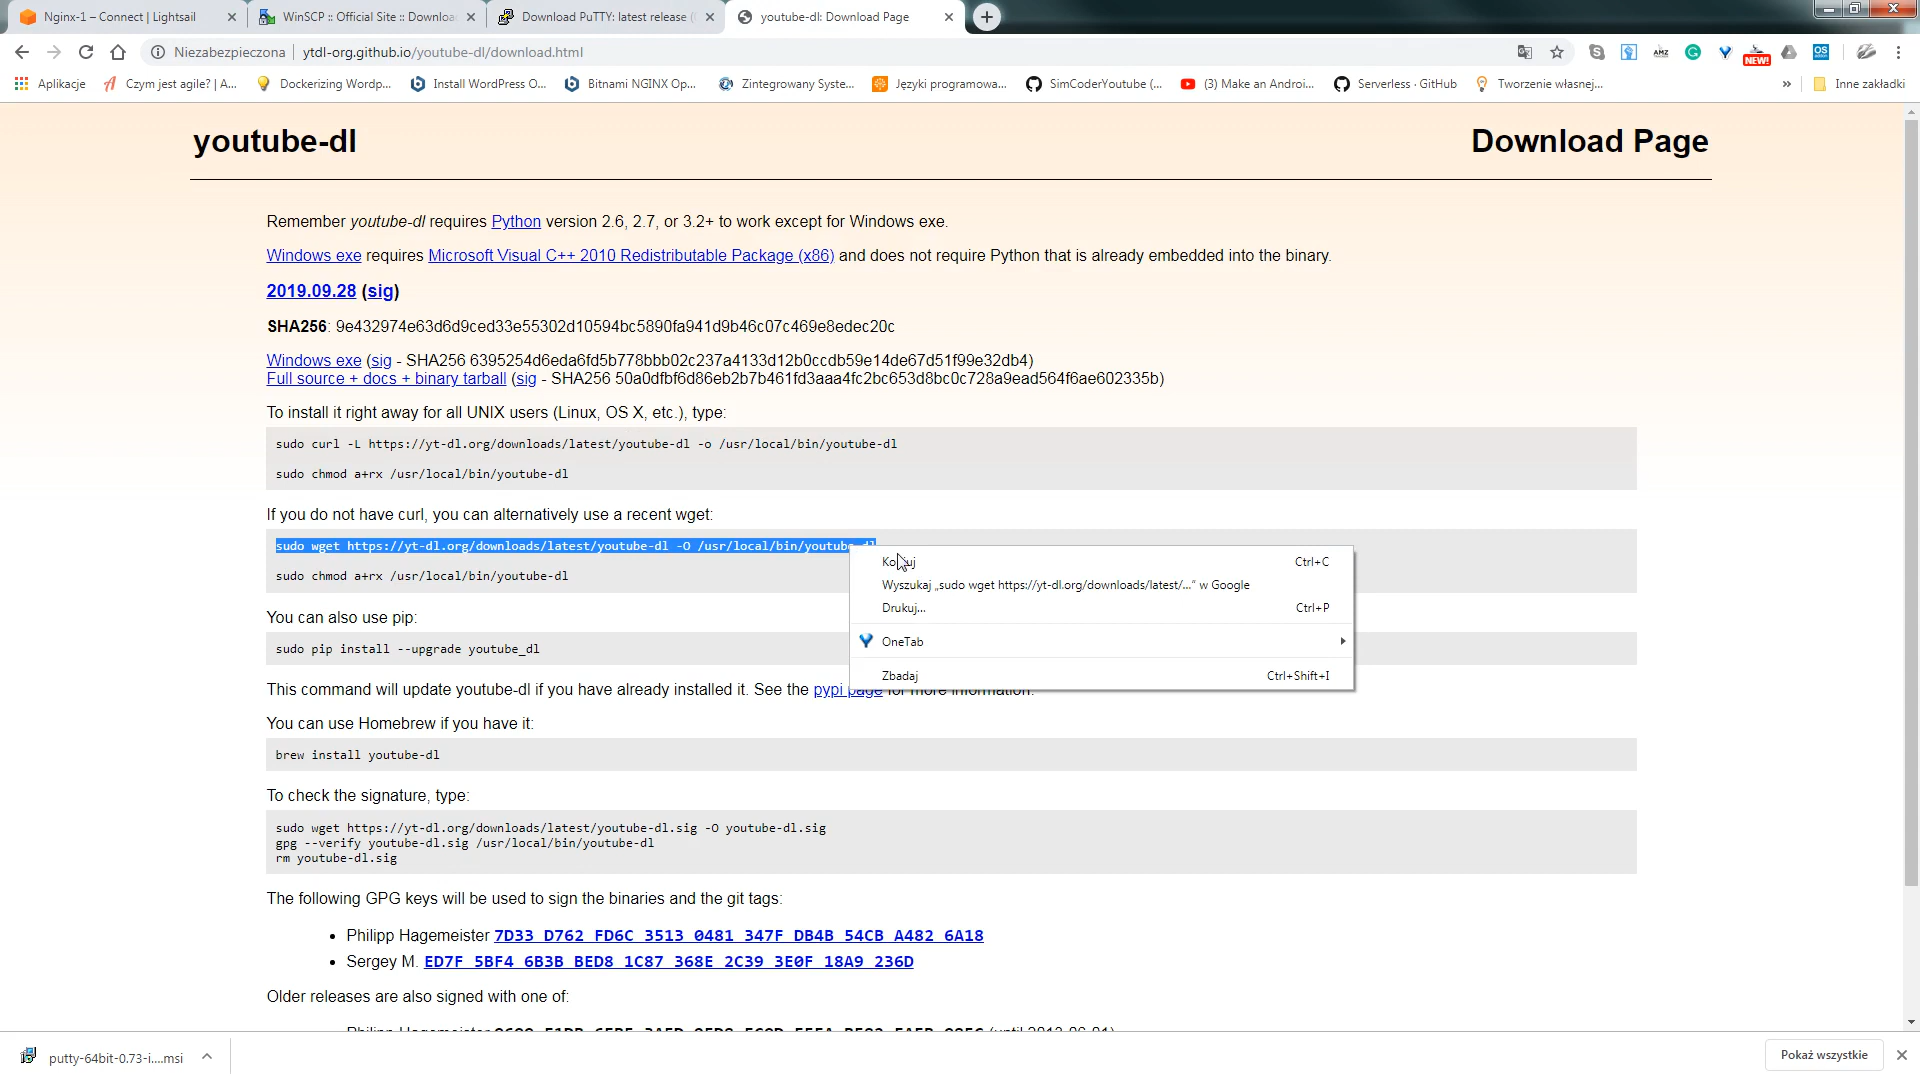 Nginx-1 – Connect | Lightsail
WinSCP :: Official Site :: Downloa
Download PuTTY: latest release (
youtube-dl: Download Page
Niezabezpieczona | ytdl-org.github.io/youtube-dl/download.html
AMZ
NEW!
OS
Aplikacje
Czym jest agile? | A...
Dockerizing Wordp...
Install WordPress O...
Bitnami NGINX Op...
Zintegrowany Syste...
Języki programowa...
SimCoderYoutube (...
(3) Make an Androi...
Serverless · GitHub
Tworzenie własnej...
»
Inne zakładki
youtube-dl
Download Page
Remember youtube-dl requires Python version 2.6, 2.7, or 3.2+ to work except for Windows exe.
Windows exe requires Microsoft Visual C++ 2010 Redistributable Package (x86) and does not require Python that is already embedded into the binary.
2019.09.28 (sig)
SHA256: 9e432974e63d6d9ced33e55302d10594bc5890fa941d9b46c07c469e8edec20c
Windows exe (sig - SHA256 6395254d6eda6fd5b778bbb02c237a4133d12b0ccdb59e14de67d51f99e32db4)
Full source + docs + binary tarball (sig - SHA256 50a0dfbf6d86eb2b7b461fd3aaa4fc2bc653d8bc0c728a9ead564f6ae602335b)
To install it right away for all UNIX users (Linux, OS X, etc.), type:
sudo curl -L https://yt-dl.org/downloads/latest/youtube-dl -o /usr/local/bin/youtube-dl
sudo chmod a+rx /usr/local/bin/youtube-dl
If you do not have curl, you can alternatively use a recent wget:
sudo wget https://yt-dl.org/downloads/latest/youtube-dl -O /usr/local/bin/youtube-dl
sudo chmod a+rx /usr/local/bin/youtube-dl
Kopiuj Ctrl+C
Wyszukaj „sudo wget https://yt-dl.org/downloads/latest/...” w Google
Drukuj... Ctrl+P
OneTab
Zbadaj Ctrl+Shift+I
You can also use pip:
sudo pip install --upgrade youtube_dl
This command will update youtube-dl if you have already installed it. See the pypi page for more information.
You can use Homebrew if you have it:
brew install youtube-dl
To check the signature, type:
sudo wget https://yt-dl.org/downloads/latest/youtube-dl.sig -O youtube-dl.sig
gpg --verify youtube-dl.sig /usr/local/bin/youtube-dl
rm youtube-dl.sig
The following GPG keys will be used to sign the binaries and the git tags:
• Philipp Hagemeister 7D33 D762 FD6C 3513 0481 347F DB4B 54CB A482 6A18
• Sergey M. ED7F 5BF4 6B3B BED8 1C87 368E 2C39 3E0F 18A9 236D
Older releases are also signed with one of:
Philipp Hagemeister (until 2013-06-01)
putty-64bit-0.73-i....msi
Pokaż wszystkie